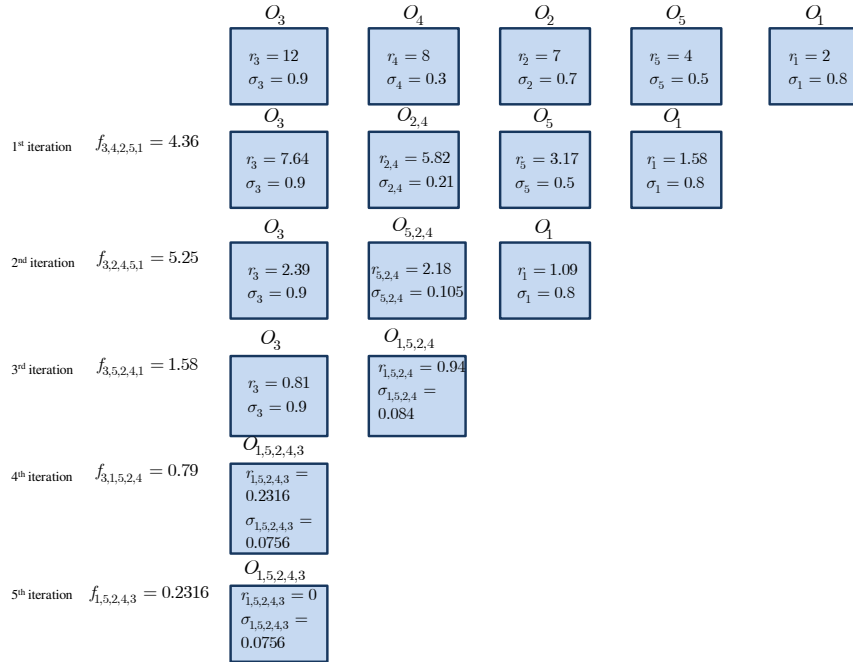 O_3 O_4 O_2 O_5 O_1
r_3 = 12 r_4 = 8 r_2 = 7 r_5 = 4 r_1 = 2
σ_3 = 0.9 σ_4 = 0.3 σ_2 = 0.7 σ_5 = 0.5 σ_1 = 0.8
O_3 O_{2,4} O_5 O_1
1st iteration f_{3,4,2,5,1} = 4.36
r_3 = 7.64 r_{2,4} = 5.82 r_5 = 3.17 r_1 = 1.58
σ_3 = 0.9 σ_{2,4} = 0.21 σ_5 = 0.5 σ_1 = 0.8
O_3 O_{5,2,4} O_1
2nd iteration f_{3,2,4,5,1} = 5.25
r_3 = 2.39 r_{5,2,4} = 2.18 r_1 = 1.09
σ_3 = 0.9 σ_{5,2,4} = 0.105 σ_1 = 0.8
O_3 O_{1,5,2,4}
3rd iteration f_{3,5,2,4,1} = 1.58
r_3 = 0.81 r_{1,5,2,4} = 0.94
σ_3 = 0.9 σ_{1,5,2,4} =
0.084
O_{1,5,2,4,3}
4th iteration f_{3,1,5,2,4} = 0.79
r_{1,5,2,4,3} =
0.2316
σ_{1,5,2,4,3} =
0.0756
O_{1,5,2,4,3}
5th iteration f_{1,5,2,4,3} = 0.2316
r_{1,5,2,4,3} = 0
σ_{1,5,2,4,3} =
0.0756